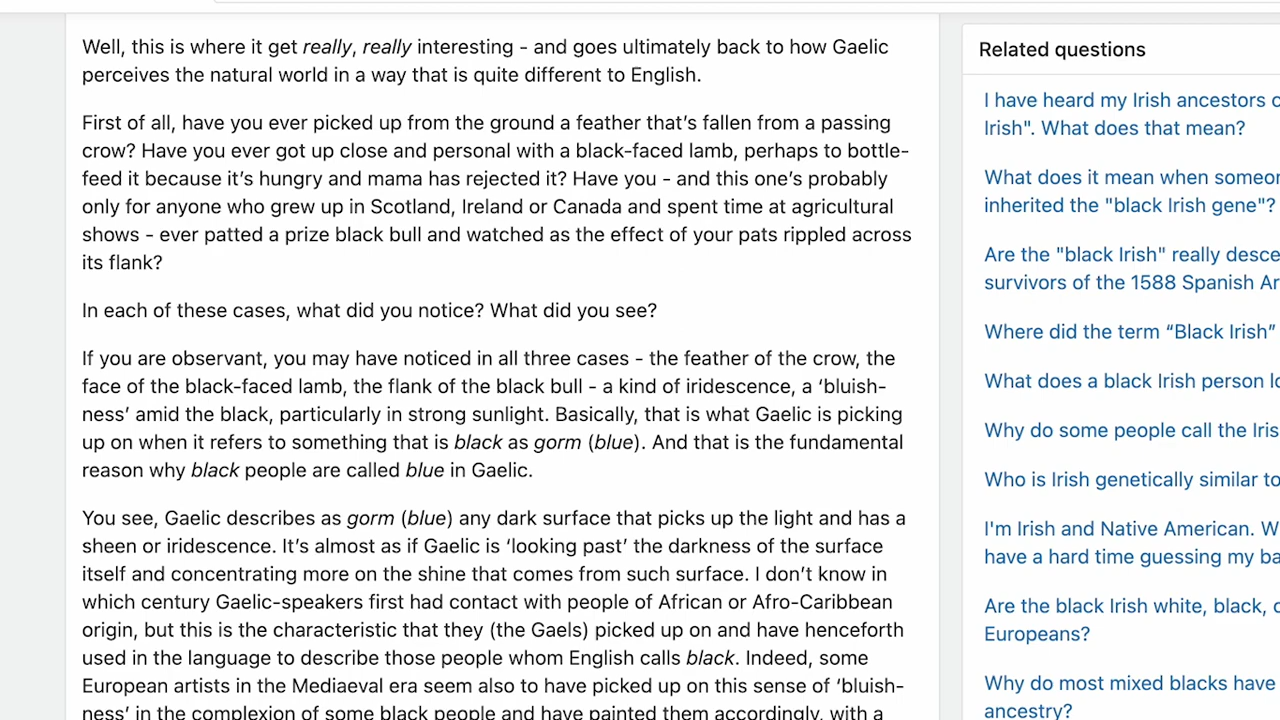 Well, this is where it get really, really interesting - and goes ultimately back to how Gaelic
perceives the natural world in a way that is quite different to English.
First of all, have you ever picked up from the ground a feather that’s fallen from a passing
crow? Have you ever got up close and personal with a black-faced lamb, perhaps to bottle-
feed it because it’s hungry and mama has rejected it? Have you - and this one’s probably
only for anyone who grew up in Scotland, Ireland or Canada and spent time at agricultural
shows - ever patted a prize black bull and watched as the effect of your pats rippled across
its flank?
In each of these cases, what did you notice? What did you see?
If you are observant, you may have noticed in all three cases - the feather of the crow, the
face of the black-faced lamb, the flank of the black bull - a kind of iridescence, a ‘bluish-
ness’ amid the black, particularly in strong sunlight. Basically, that is what Gaelic is picking
up on when it refers to something that is black as gorm (blue). And that is the fundamental
reason why black people are called blue in Gaelic.
You see, Gaelic describes as gorm (blue) any dark surface that picks up the light and has a
sheen or iridescence. It’s almost as if Gaelic is ‘looking past’ the darkness of the surface
itself and concentrating more on the shine that comes from such surface. I don’t know in
which century Gaelic-speakers first had contact with people of African or Afro-Caribbean
origin, but this is the characteristic that they (the Gaels) picked up on and have henceforth
used in the language to describe those people whom English calls black. Indeed, some
European artists in the Mediaeval era seem also to have picked up on this sense of ‘bluish-
ness’ in the complexion of some black people and have painted them accordingly, with a
Related questions
I have heard my Irish ancestors
Irish". What does that mean?
What does it mean when
inherited the "black Irish gene"?
Are the "black Irish" really
survivors of the 1588 Spanish
Where did the term “Black Irish”
What does a black Irish person
Why do some people call the
Who is Irish genetically similar to
I'm Irish and Native American.
have a hard time guessing my
Are the black Irish white, black,
Europeans?
Why do most mixed blacks have
ancestry?